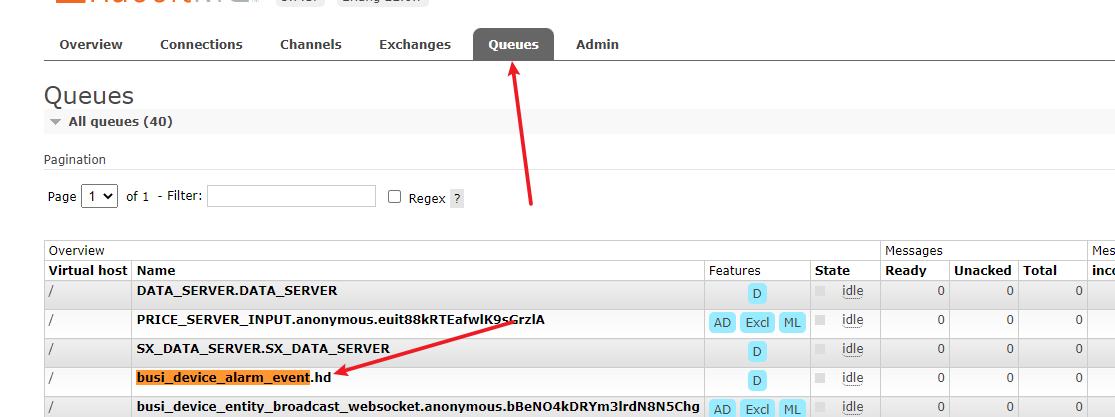 Overview Connections Channels Exchanges Queues Admin
Queues
All queues (40)
Pagination
Page 1 of 1 - Filter: Regex ?
Overview Messages
Virtual host Name Features State Ready Unacked Total
/ DATA_SERVER.DATA_SERVER D idle 0 0 0
/ PRICE_SERVER_INPUT.anonymous.euit88kRTEafwlK9sGrzlA AD Excl ML idle 0 0 0
/ SX_DATA_SERVER.SX_DATA_SERVER D idle 0 0 0
/ busi_device_alarm_event.hd D idle 0 0 0
/ busi_device_entity_broadcast_websocket.anonymous.bBeNO4kDRYm3lrdN8N5Chg AD Excl ML idle 0 0 0